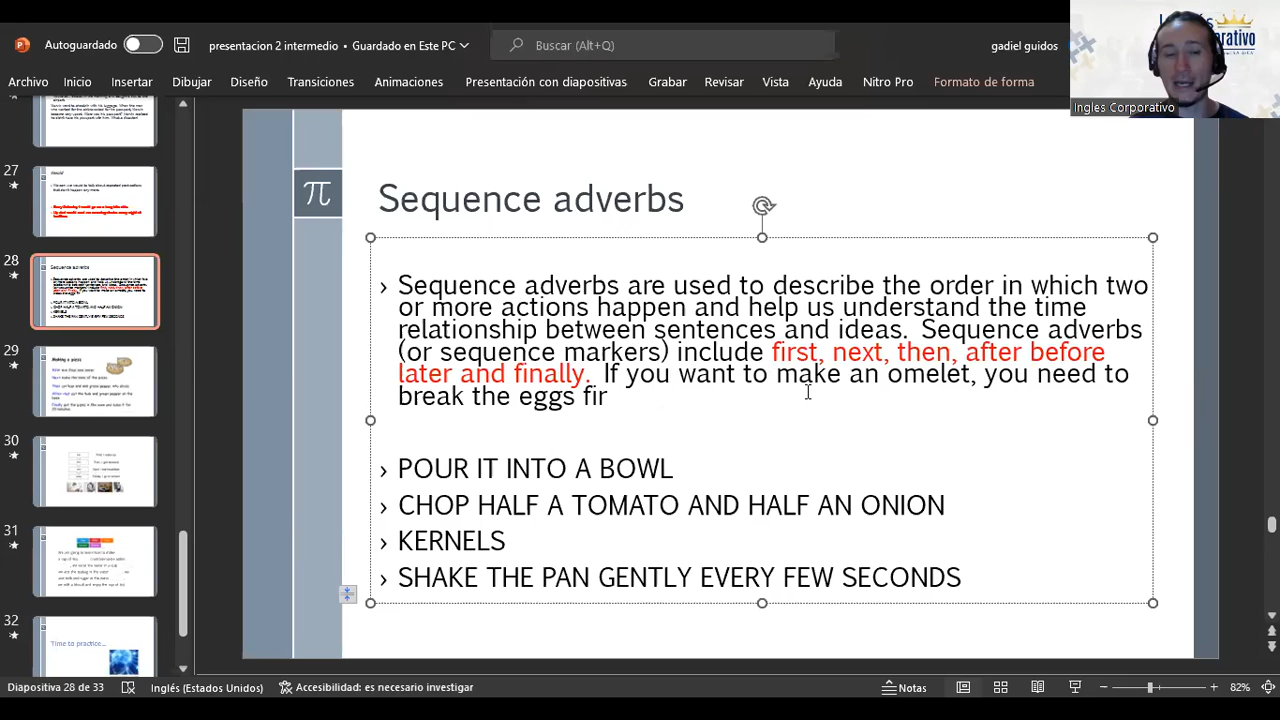 Autoguardado
presentacion 2 intermedio • Guardado en Este PC
Buscar (Alt+Q)
gadiel guidos
Archivo Inicio Insertar Dibujar Diseño Transiciones Animaciones Presentación con diapositivas Grabar Revisar Vista Ayuda Nitro Pro Formato de forma
Ingles Corporativo
27
28
Sequence adverbs
29
Making a pizza
30
31
32
Time to practice...
π
Sequence adverbs
› Sequence adverbs are used to describe the order in which two
or more actions happen and help us understand the time
relationship between sentences and ideas. Sequence adverbs
(or sequence markers) include first, next, then, after before
later and finally. If you want to make an omelet, you need to
break the eggs fir
› POUR IT INTO A BOWL
› CHOP HALF A TOMATO AND HALF AN ONION
› KERNELS
› SHAKE THE PAN GENTLY EVERY FEW SECONDS
Diapositiva 28 de 33 Inglés (Estados Unidos) Accesibilidad: es necesario investigar Notas 82%